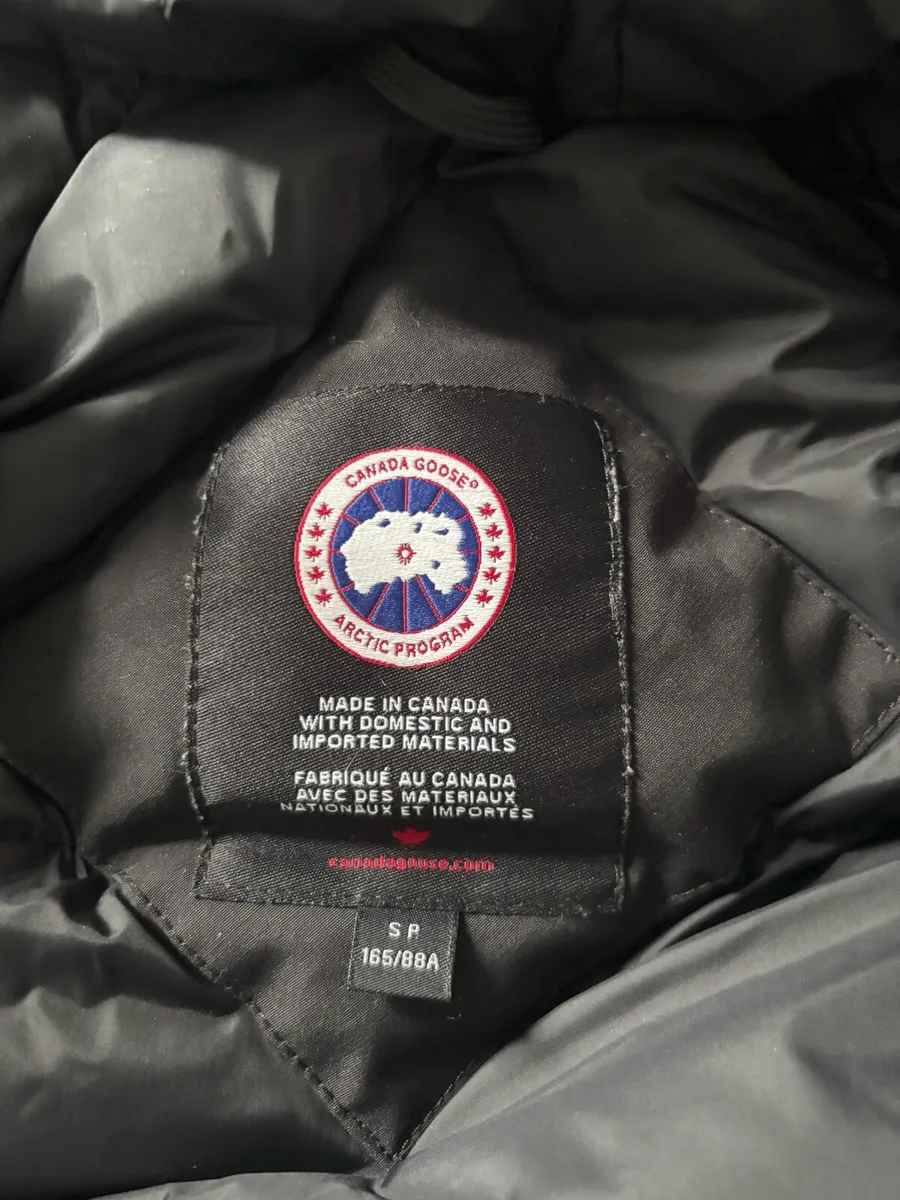 CANADA GOOSE®
ARCTIC PROGRAM
MADE IN CANADA
WITH DOMESTIC AND
IMPORTED MATERIALS
FABRIQUÉ AU CANADA
AVEC DES MATERIAUX
NATIONAUX ET IMPORTÉS
canadagouse.com
S P
165/88A